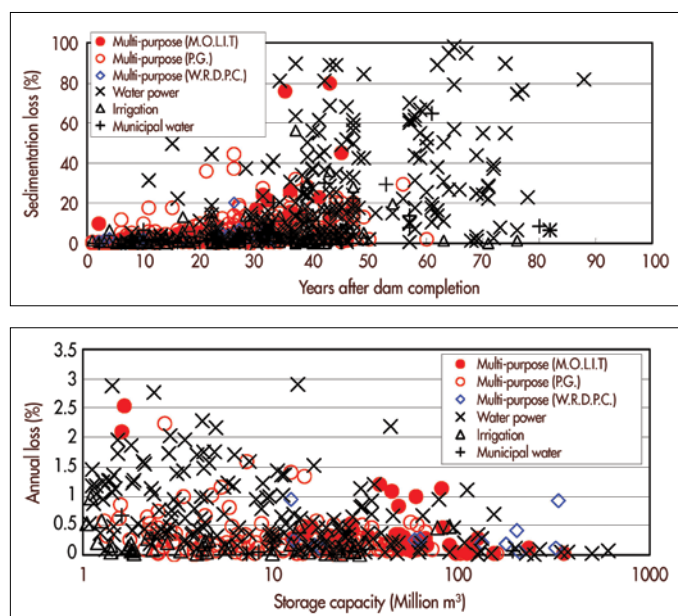 100
80
60
40
20
0
Sedimentation loss (%)
Multi-purpose (M.O.L.I.T)
Multi-purpose (P.G.)
Multi-purpose (W.R.D.P.C.)
Water power
Irrigation
Municipal water
0 10 20 30 40 50 60 70 80 90 100
Years after dam completion
3.5
3
2.5
2
1.5
1
0.5
0
Annual loss (%)
Multi-purpose (M.O.L.I.T)
Multi-purpose (P.G.)
Multi-purpose (W.R.D.P.C.)
Water power
Irrigation
Municipal water
1 10 100 1000
Storage capacity (Million m³)